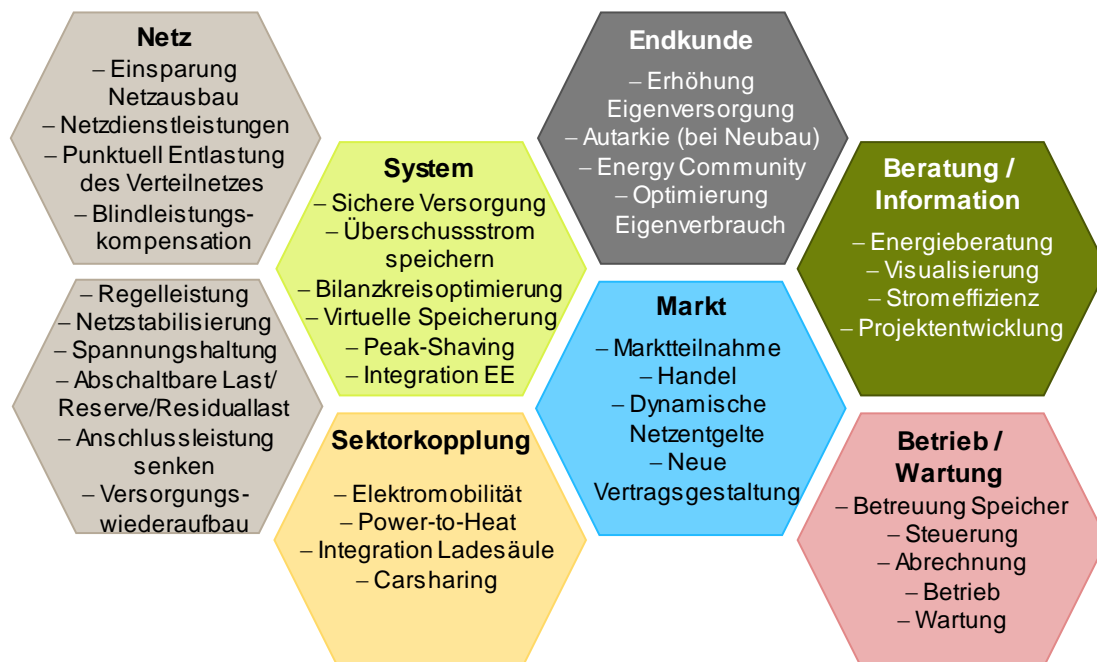 Netz
– Einsparung
Netzausbau
– Netzdienstleistungen
– Punktuell Entlastung
des Verteilnetzes
– Blindleistungs-
kompensation
– Regelleistung
– Netzstabilisierung
– Spannungshaltung
– Abschaltbare Last/
Reserve/Residuallast
– Anschlussleistung
senken
– Versorgungs-
wiederaufbau
System
– Sichere Versorgung
– Überschussstrom
speichern
– Bilanzkreisoptimierung
– Virtuelle Speicherung
– Peak-Shaving
– Integration EE
Sektorkopplung
– Elektromobilität
– Power-to-Heat
– Integration Ladesäule
– Carsharing
Endkunde
– Erhöhung
Eigenversorgung
– Autarkie (bei Neubau)
– Energy Community
– Optimierung
Eigenverbrauch
Markt
– Marktteilnahme
– Handel
– Dynamische
Netzentgelte
– Neue
Vertragsgestaltung
Beratung /
Information
– Energieberatung
– Visualisierung
– Stromeffizienz
– Projektentwicklung
Betrieb /
Wartung
– Betreuung Speicher
– Steuerung
– Abrechnung
– Betrieb
– Wartung